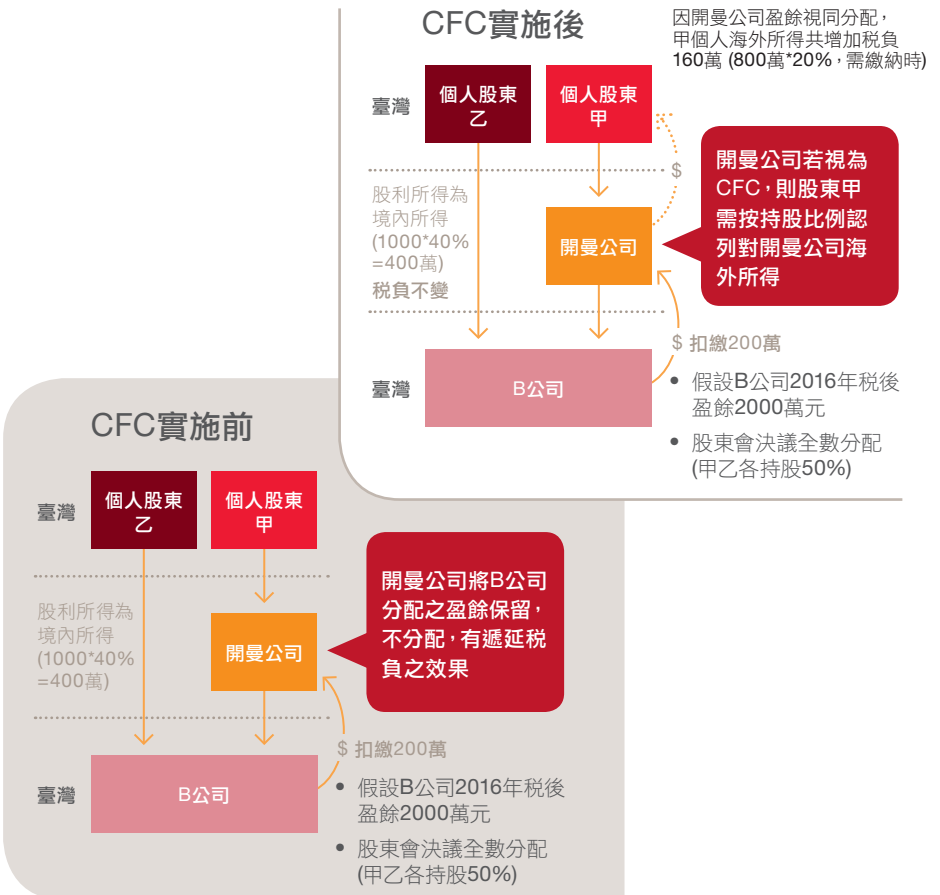 CFC實施後
因開曼公司盈餘視同分配，
甲個人海外所得共增加稅負
160萬 (800萬*20%，需繳納時)
臺灣
個人股東
乙
個人股東
甲
$
股利所得為
境內所得
(1000*40%
=400萬)
稅負不變
開曼公司
開曼公司若視為
CFC，則股東甲
需按持股比例認
列對開曼公司海
外所得
$ 扣繳200萬
臺灣
B公司
• 假設B公司2016年稅後
盈餘2000萬元
• 股東會決議全數分配
(甲乙各持股50%)
CFC實施前
臺灣
個人股東
乙
個人股東
甲
股利所得為
境內所得
(1000*40%
=400萬)
開曼公司
開曼公司將B公司
分配之盈餘保留，
不分配，有遞延稅
負之效果
$ 扣繳200萬
臺灣
B公司
• 假設B公司2016年稅後
盈餘2000萬元
• 股東會決議全數分配
(甲乙各持股50%)